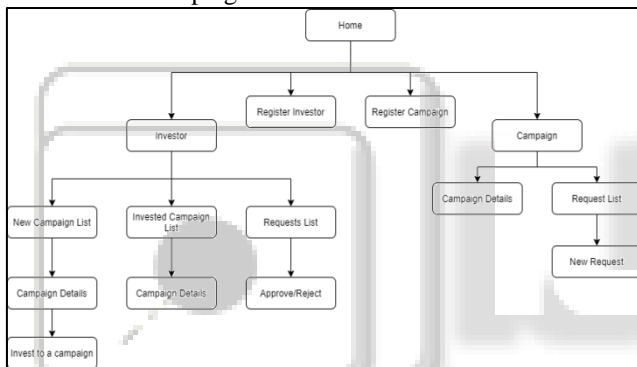 Home
Register Investor
Register Campaign
Investor
Campaign
Campaign Details
Request List
New Campaign List
Invested Campaign
List
Requests List
New Request
Campaign Details
Campaign Details
Approve/Reject
Invest to a campaign